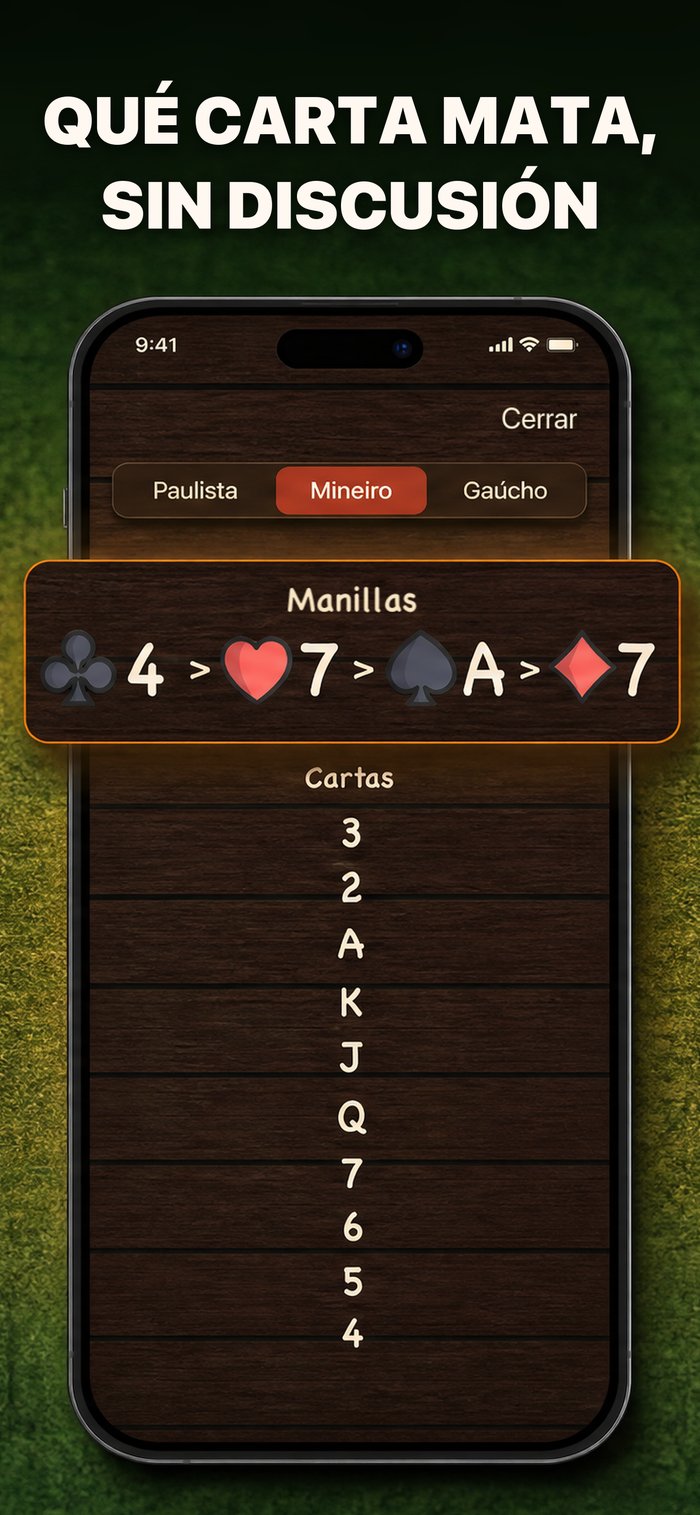 QUÉ CARTA MATA,
SIN DISCUSIÓN
9:41
Cerrar
Paulista Mineiro Gaúcho
Manillas
4 > 7 > A > 7
Cartas
3
2
A
K
J
Q
7
6
5
4